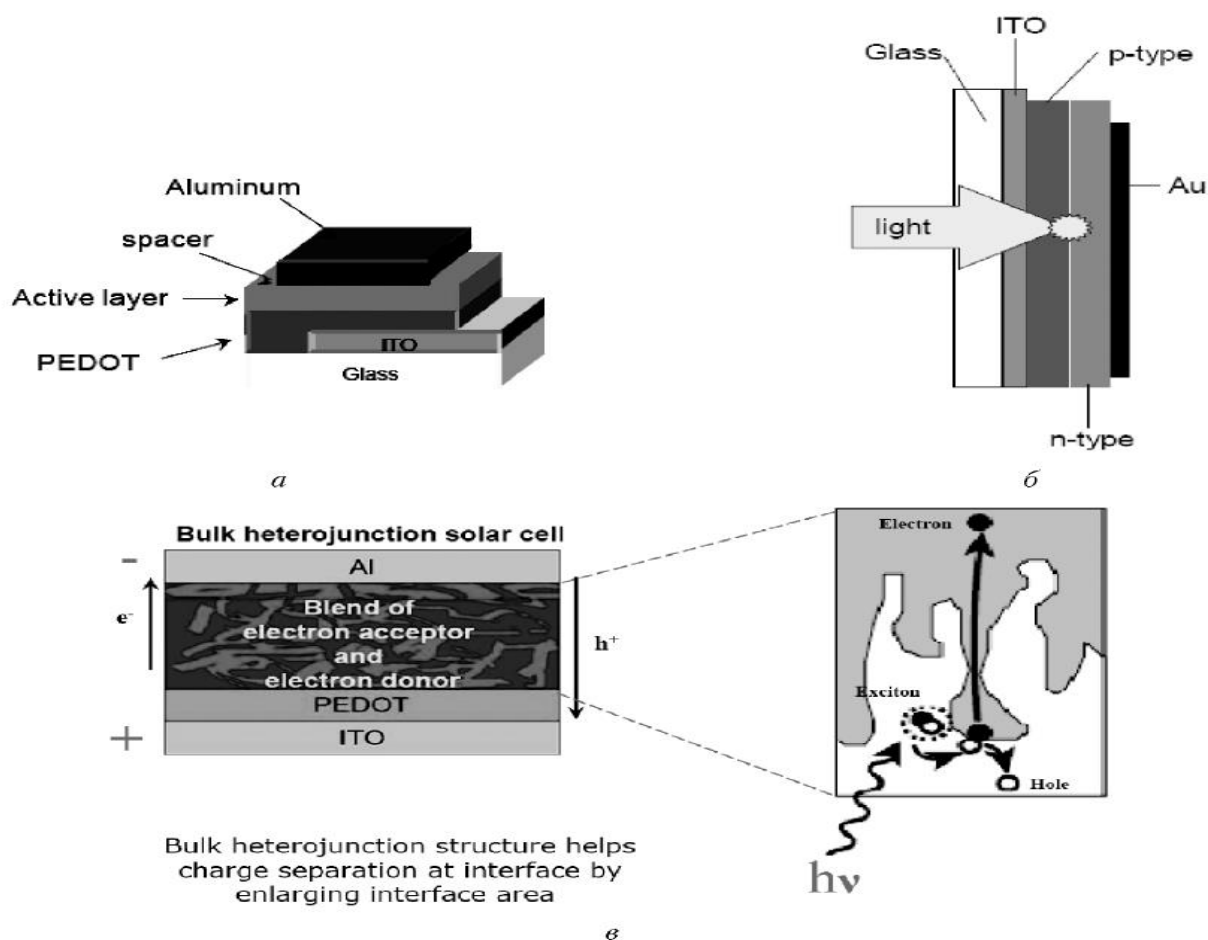 Aluminum
spacer
Active layer
PEDOT
ITO
Glass
а
ITO
Glass
p-type
Au
light
n-type
б
Bulk heterojunction solar cell
-
Al
e-
Blend of
electron acceptor
and
electron donor
h+
PEDOT
+
ITO
Bulk heterojunction structure helps
charge separation at interface by
enlarging interface area
Electron
Exciton
Hole
hν
в